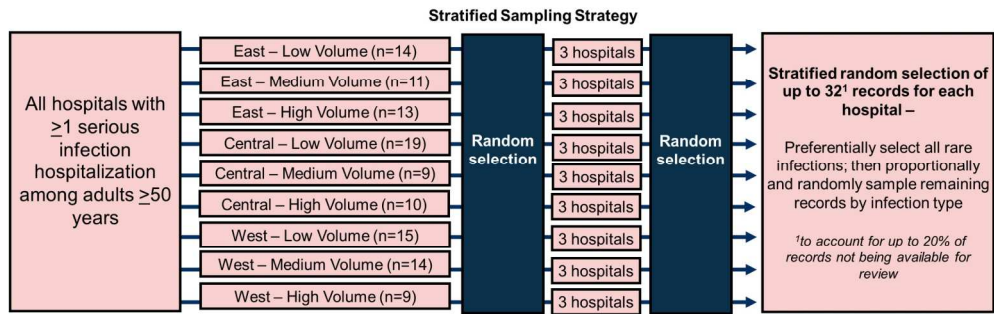 Stratified Sampling Strategy
All hospitals with
≥1 serious
infection
hospitalization
among adults ≥50
years
East – Low Volume (n=14)
East – Medium Volume (n=11)
East – High Volume (n=13)
Central – Low Volume (n=19)
Central – Medium Volume (n=9)
Central – High Volume (n=10)
West – Low Volume (n=15)
West – Medium Volume (n=14)
West – High Volume (n=9)
Random
selection
3 hospitals
3 hospitals
3 hospitals
3 hospitals
3 hospitals
3 hospitals
3 hospitals
3 hospitals
3 hospitals
Random
selection
Stratified random selection of
up to 32¹ records for each
hospital –
Preferentially select all rare
infections; then proportionally
and randomly sample remaining
records by infection type
¹to account for up to 20% of
records not being available for
review